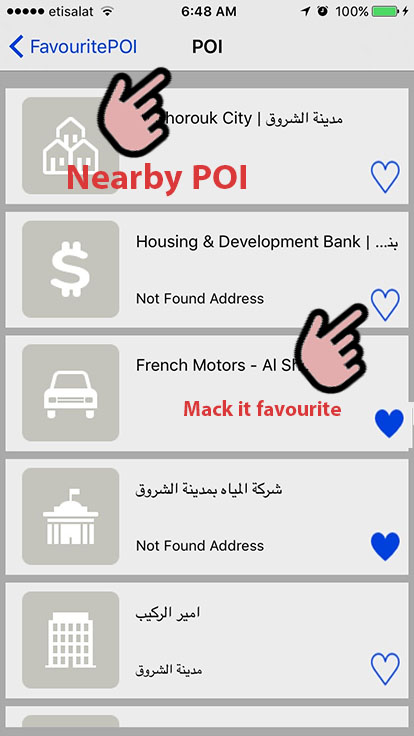 etisalat 6:48 AM 100%
FavouritePOI POI
horouk City | مدينة الشروق
Nearby POI
Housing & Development Bank | بنـ...
Not Found Address
French Motors - Al Sh
Mack it favourite
شركة المياه بمدينة الشروق
Not Found Address
امير الركيب
مدينة الشروق